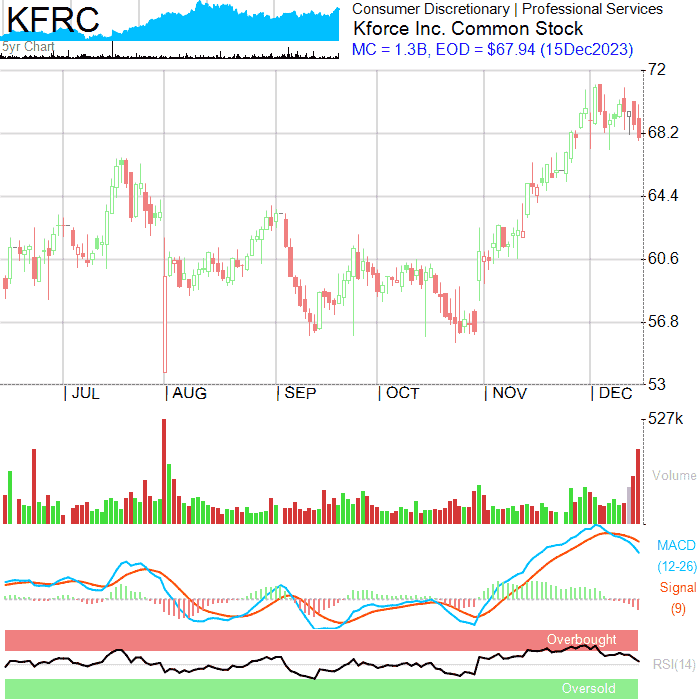 KFRC
5yr Chart
Consumer Discretionary | Professional Services
Kforce Inc. Common Stock
MC = 1.3B, EOD = $67.94 (15Dec2023)
72
68.2
64.4
60.6
56.8
53
| JUL | AUG | SEP | OCT | NOV | DEC
527k
Volume
MACD
(12-26)
Signal
(9)
Overbought
RSI(14)
Oversold